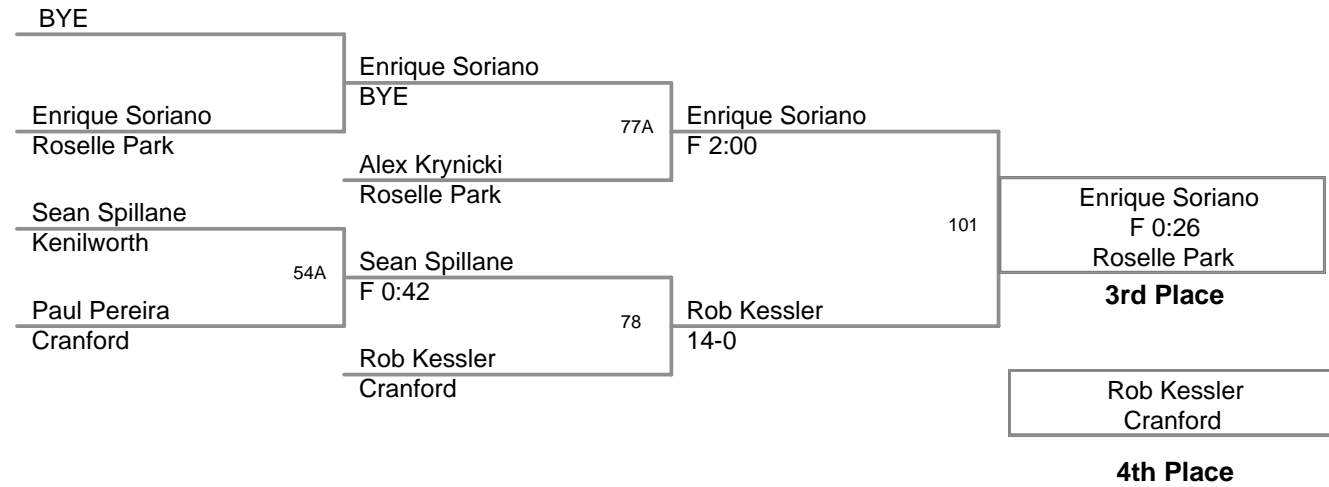 BYE
Enrique Soriano
Roselle Park
Sean Spillane
Kenilworth
54A
Paul Pereira
Cranford
Enrique Soriano
BYE
77A
Alex Krynicki
Roselle Park
Sean Spillane
F 0:42
78
Rob Kessler
Cranford
Enrique Soriano
F 2:00
101
Rob Kessler
14-0
Enrique Soriano
F 0:26
Roselle Park
3rd Place
Rob Kessler
Cranford
4th Place